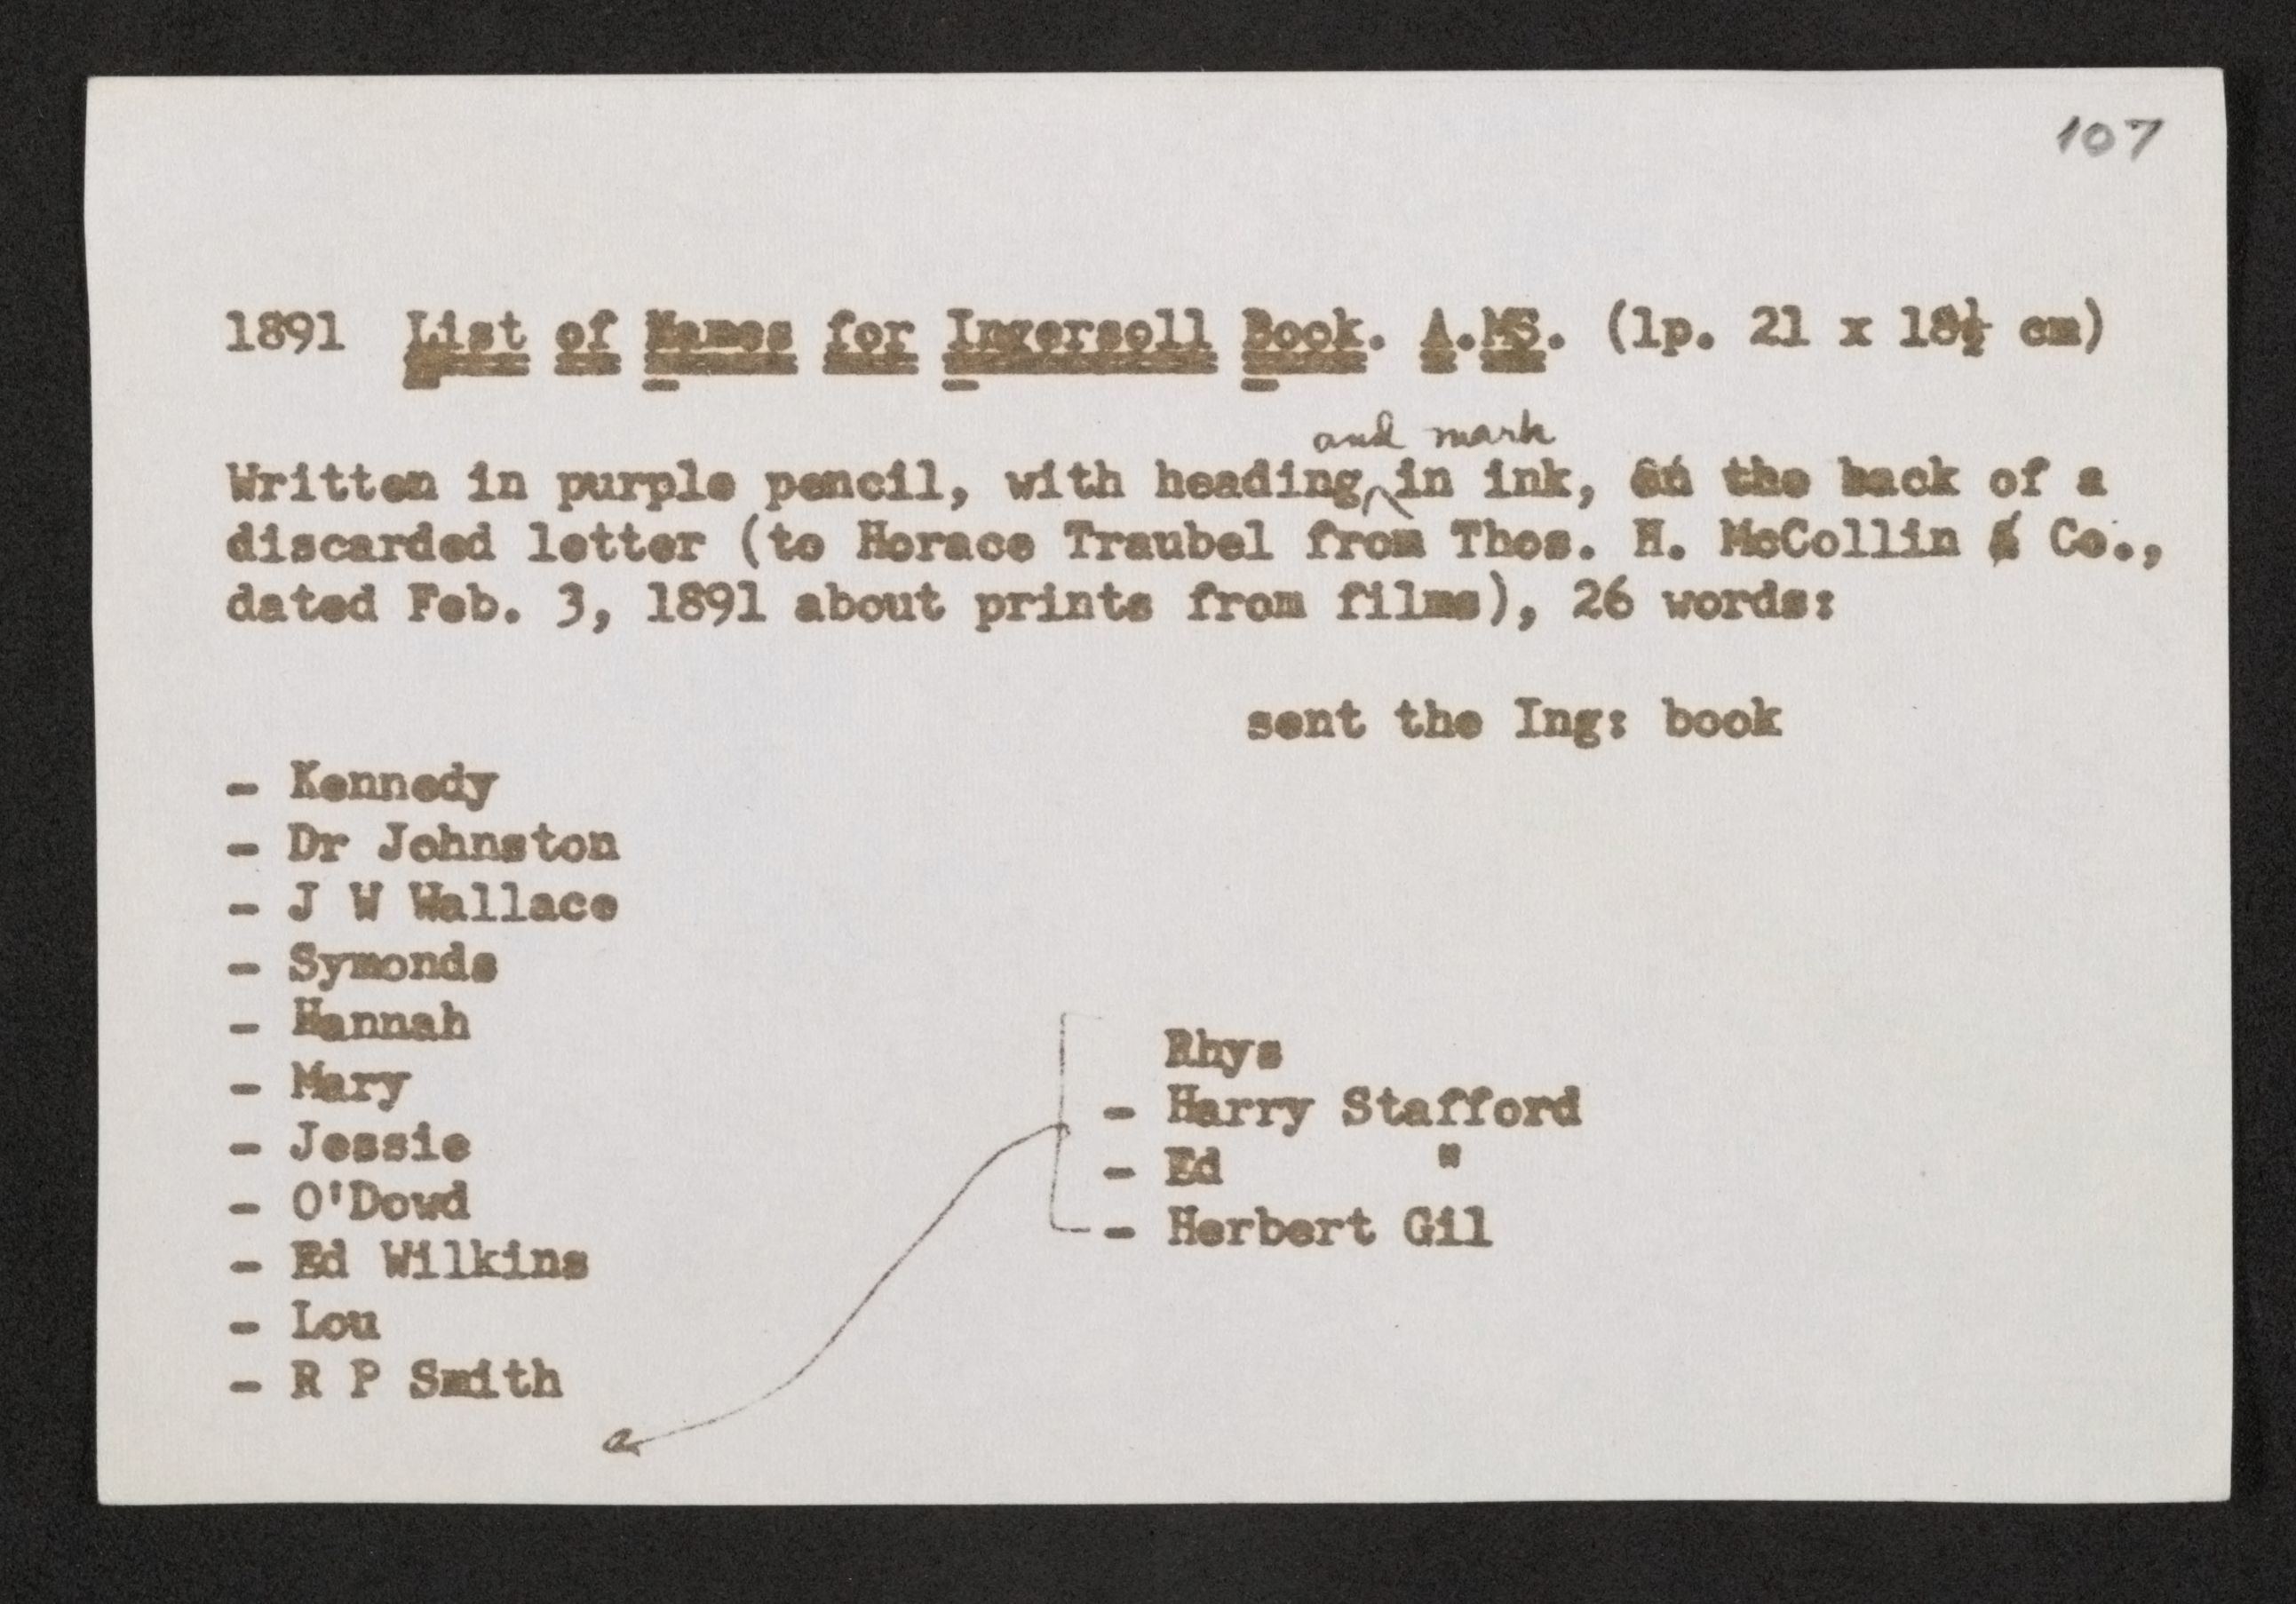 107
1891 List of Names for Ingersoll Book. A.MS. (1p. 21 x 18½ cm)
and mark
Written in purple pencil, with heading in ink, on the back of a
discarded letter (to Horace Traubel from Thos. H. McCollin & Co.,
dated Feb. 3, 1891 about prints from films), 26 words:
sent the Ing: book
- Kennedy
- Dr Johnston
- J W Wallace
- Symonds
- Hannah
- Mary
- Jessie
- O'Dowd
- Ed Wilkins
- Lou
- R P Smith
Rhys
- Harry Stafford
- Ed "
- Herbert Gil